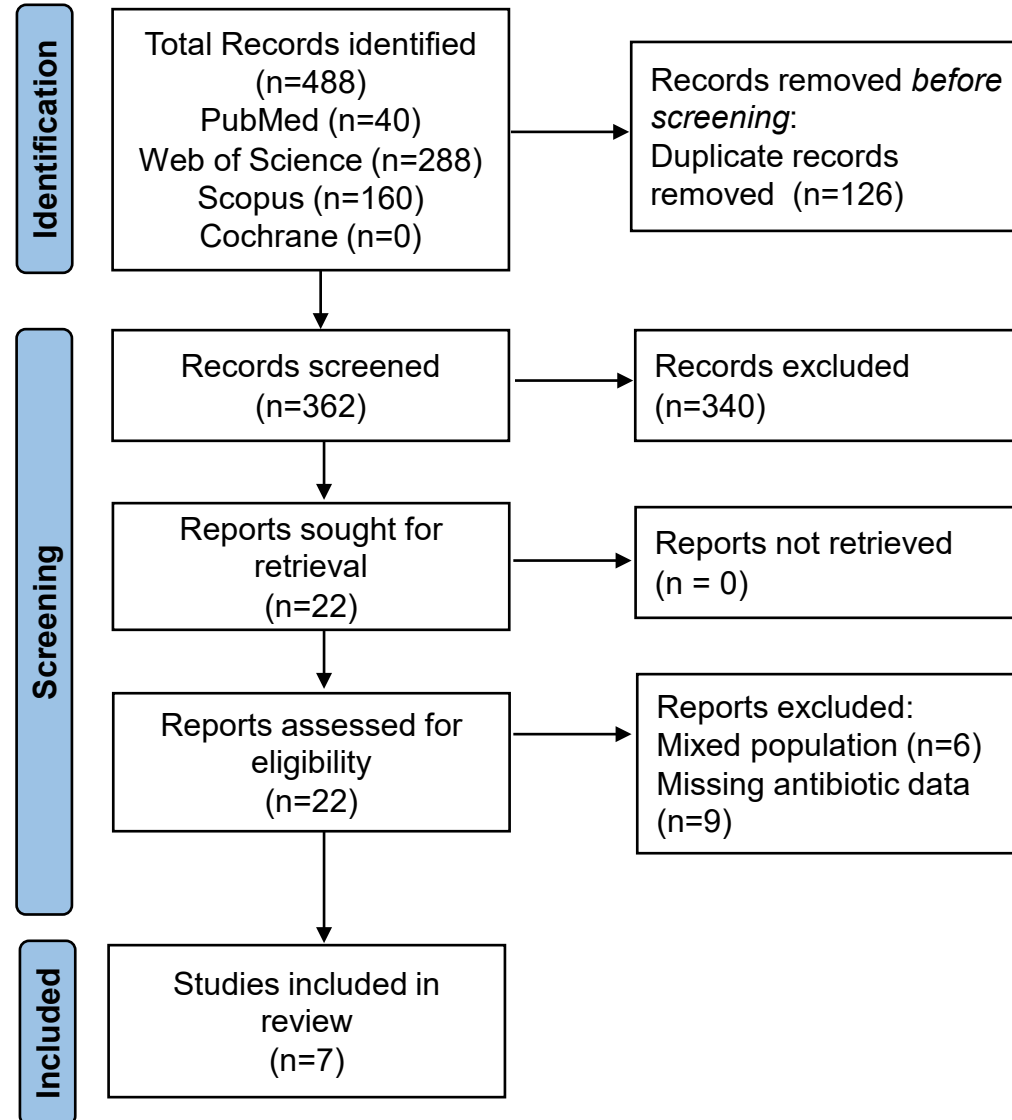 Identification
Total Records identified
(n=488)
PubMed (n=40)
Web of Science (n=288)
Scopus (n=160)
Cochrane (n=0)
Records removed before
screening:
Duplicate records
removed  (n=126)
Screening
Records screened
(n=362)
Records excluded
(n=340)
Reports sought for
retrieval
(n=22)
Reports not retrieved
(n = 0)
Reports assessed for
eligibility
(n=22)
Reports excluded:
Mixed population (n=6)
Missing antibiotic data
(n=9)
Included
Studies included in
review
(n=7)